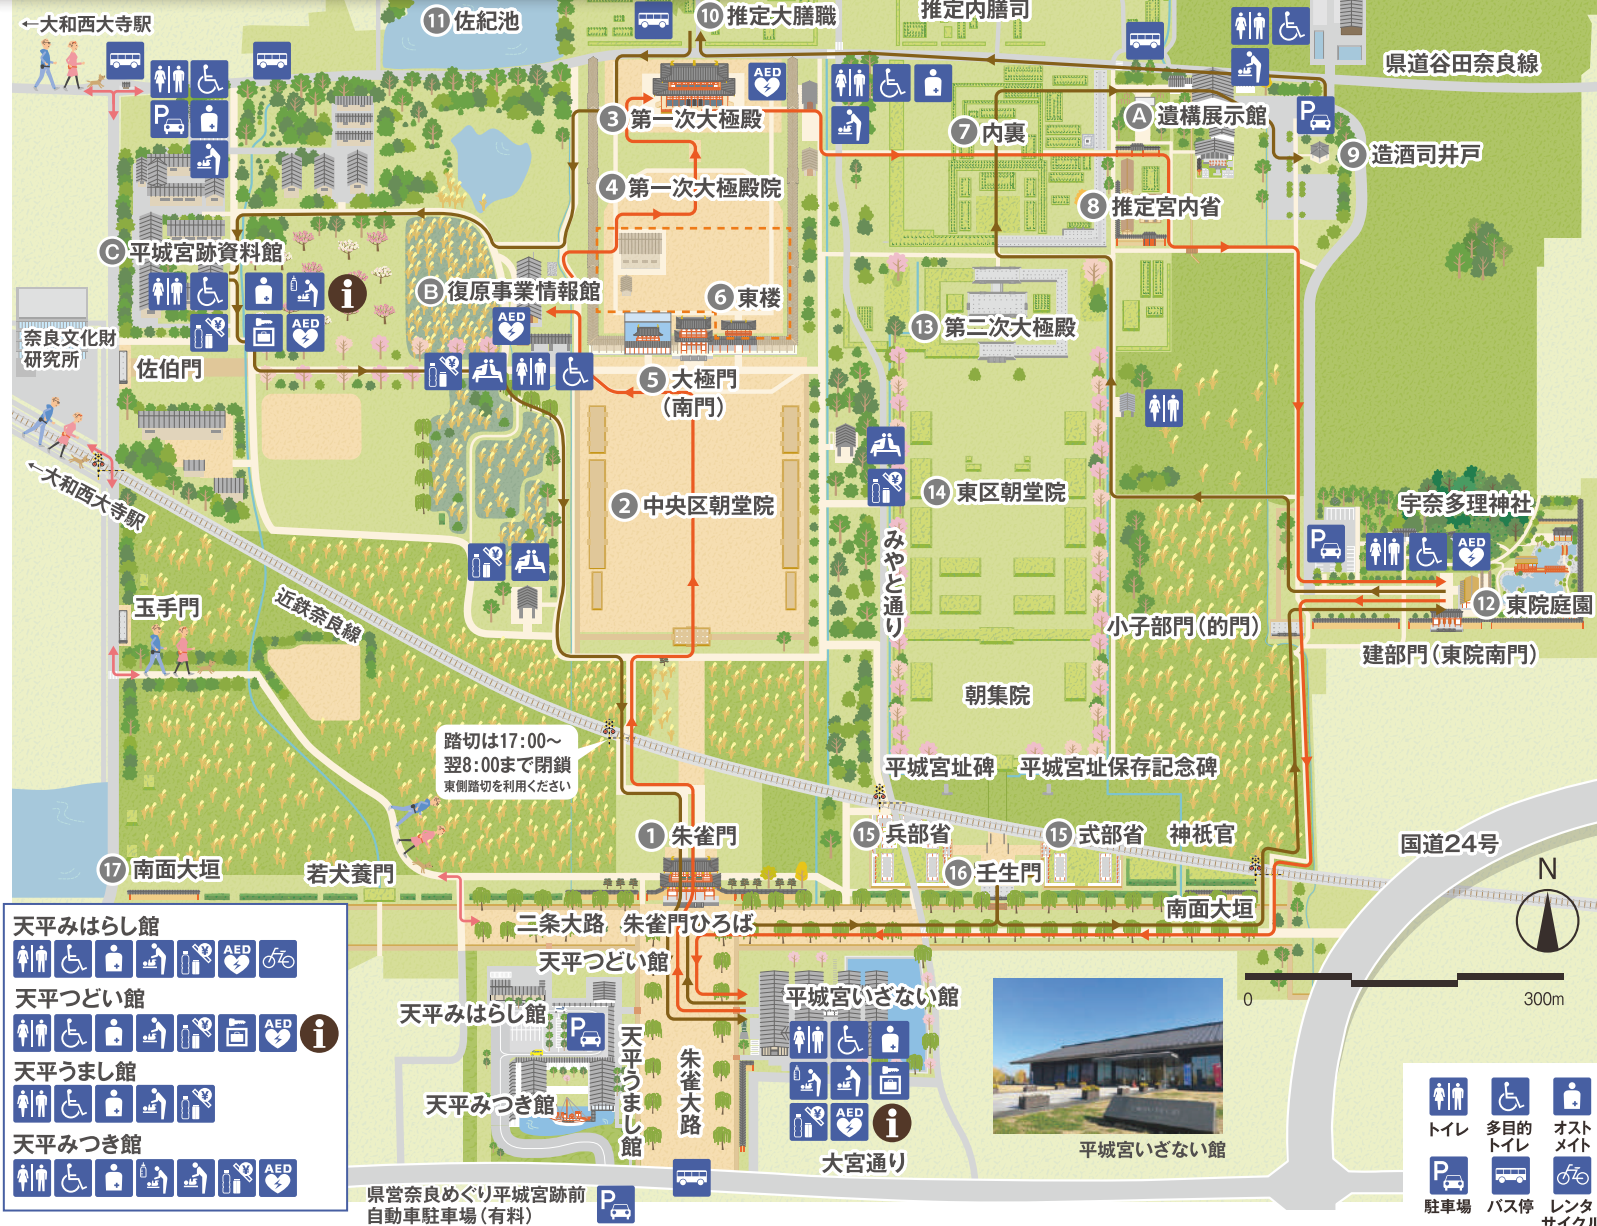 ←大和西大寺駅
⑪佐紀池
⑩推定大膳職
推定内膳司
県道谷田奈良線
P
AED
③第一次大極殿
⑦内裏
Ⓐ遺構展示館
P
⑨造酒司井戸
④第一次大極殿院
⑧推定宮内省
Ⓒ平城宮跡資料館
i
AED
Ⓑ復原事業情報館
AED
⑥東楼
奈良文化財
研究所
佐伯門
¥
⑤大極門
(南門)
⑬第二次大極殿
←大和西大寺駅
②中央区朝堂院
⑭東区朝堂院
¥
みやと通り
宇奈多理神社
P
AED
⑫東院庭園
小子部門(的門)
建部門(東院南門)
玉手門
近鉄奈良線
¥
朝集院
踏切は17:00~
翌8:00まで閉鎖
東側踏切を利用ください
平城宮址碑
平城宮址保存記念碑
①朱雀門
⑮兵部省
⑮式部省
神祇官
国道24号
⑰南面大垣
若犬養門
⑯壬生門
南面大垣
N
二条大路
朱雀門ひろば
天平つどい館
天平みはらし館
P
天平うまし館
天平みつき館
朱雀大路
平城宮いざない館
¥
AED
i
大宮通り
0
300m
平城宮いざない館
天平みはらし館
¥
AED
天平つどい館
¥
AED
i
天平うまし館
¥
天平みつき館
¥
AED
県営奈良めぐり平城宮跡前
自動車駐車場(有料)
P
トイレ
多目的
トイレ
オスト
メイト
P
駐車場
バス停
レンタ
サイクル